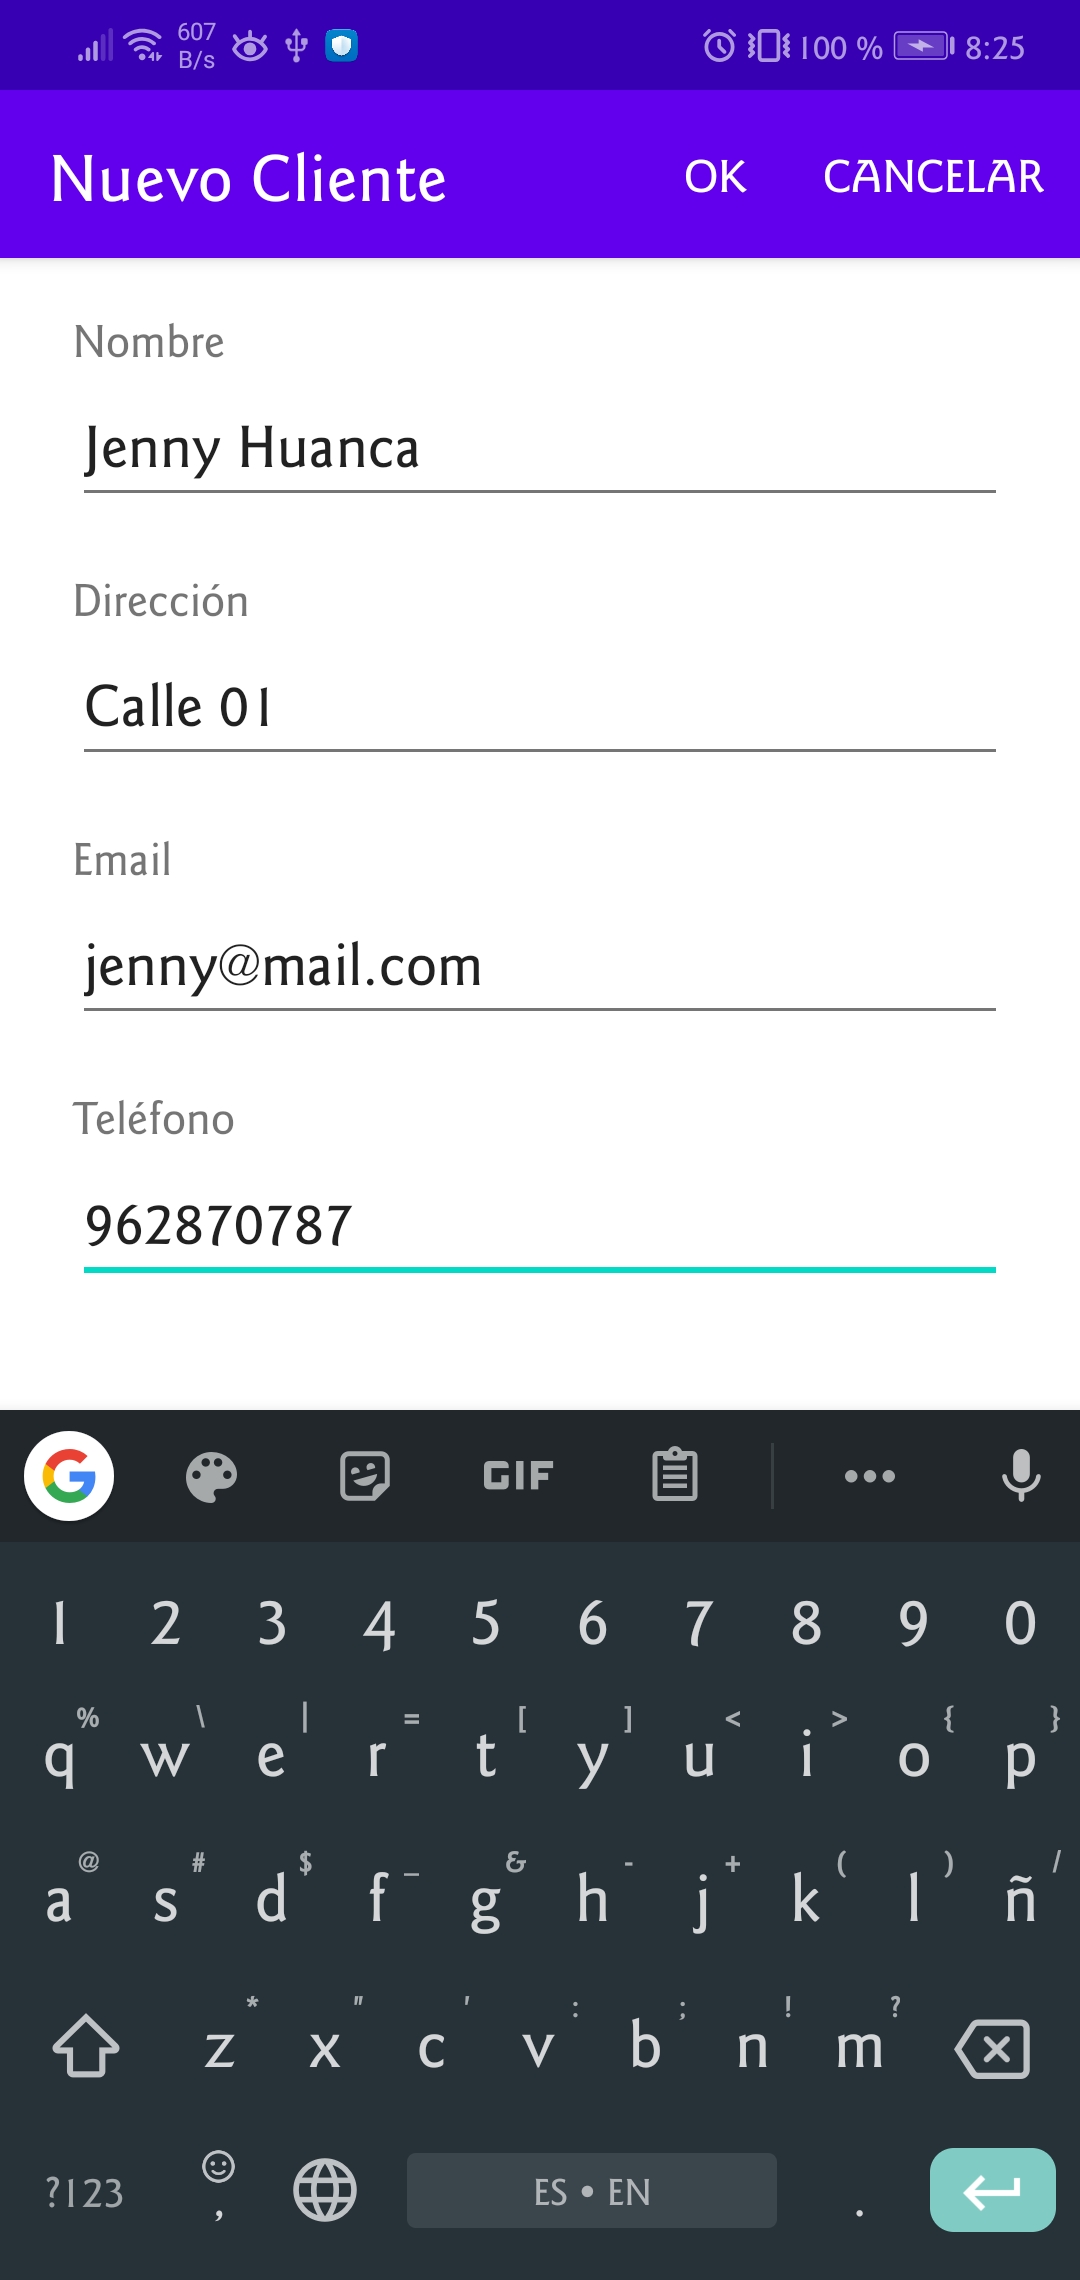 607
B/s
100 %
8:25
Nuevo Cliente
OK
CANCELAR
Nombre
Jenny Huanca
Dirección
Calle 01
Email
jenny@mail.com
Teléfono
962870787
G
GIF
1 2 3 4 5 6 7 8 9 0
% \ | = [ ] < > { }
q w e r t y u i o p
@ # $ _ & - + ( ) /
a s d f g h j k l ñ
* " ' : ; ! ?
z x c v b n m
?123 , ES • EN .